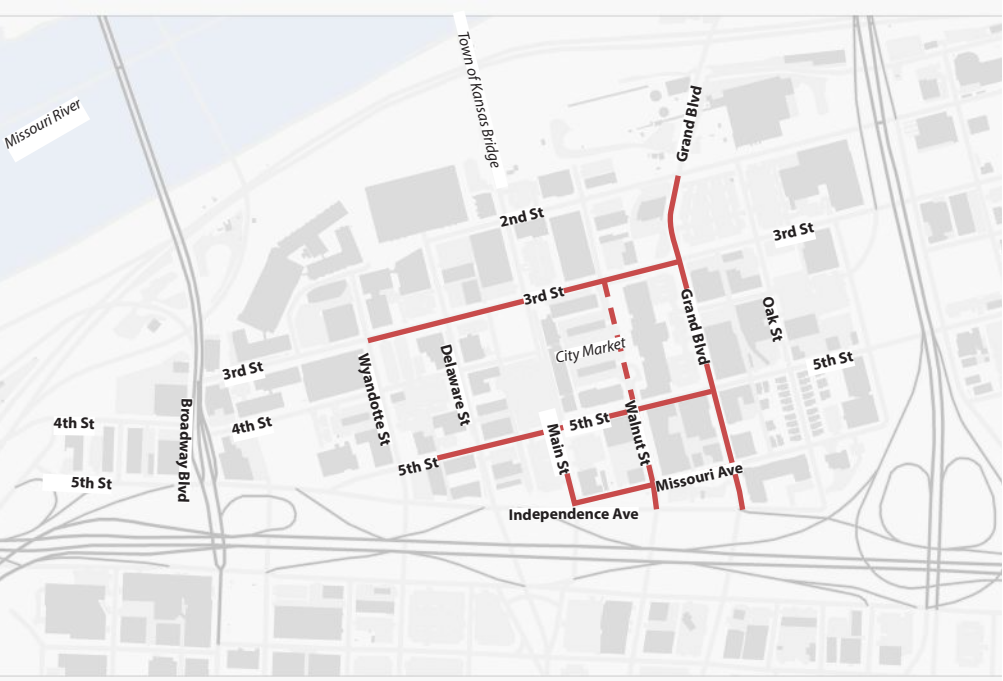 Town of Kansas Bridge
Missouri River
Grand Blvd
2nd St
3rd St
3rd St
Grand Blvd
Oak St
City Market
Wyandotte St
Delaware St
3rd St
5th St
4th St
4th St
Broadway Blvd
5th St
Walnut St
Main St
5th St
5th St
Missouri Ave
Independence Ave